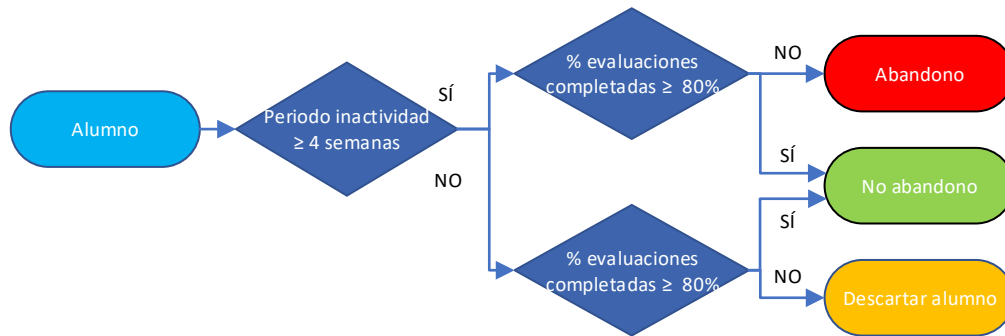 Alumno
Periodo inactividad
≥ 4 semanas
SÍ
NO
% evaluaciones
completadas ≥ 80%
NO
SÍ
Abandono
No abandono
% evaluaciones
completadas ≥ 80%
SÍ
NO
Descartar alumno